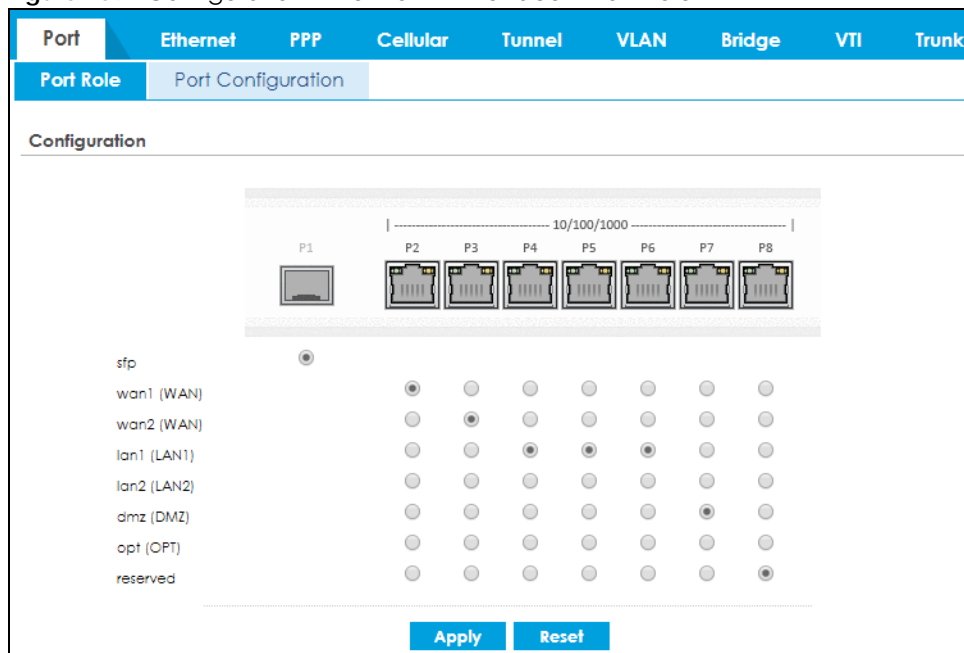 Port Ethernet PPP Cellular Tunnel VLAN Bridge VTI Trunk
Port Role Port Configuration
Configuration
10/100/1000
P1 P2 P3 P4 P5 P6 P7 P8
sfp
wan1 (WAN)
wan2 (WAN)
lan1 (LAN1)
lan2 (LAN2)
dmz (DMZ)
opt (OPT)
reserved
Apply Reset